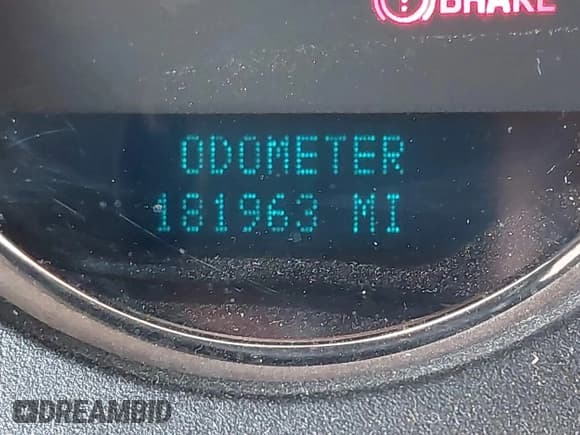 BRAKE
ODOMETER
181963 MI
DREAMBID